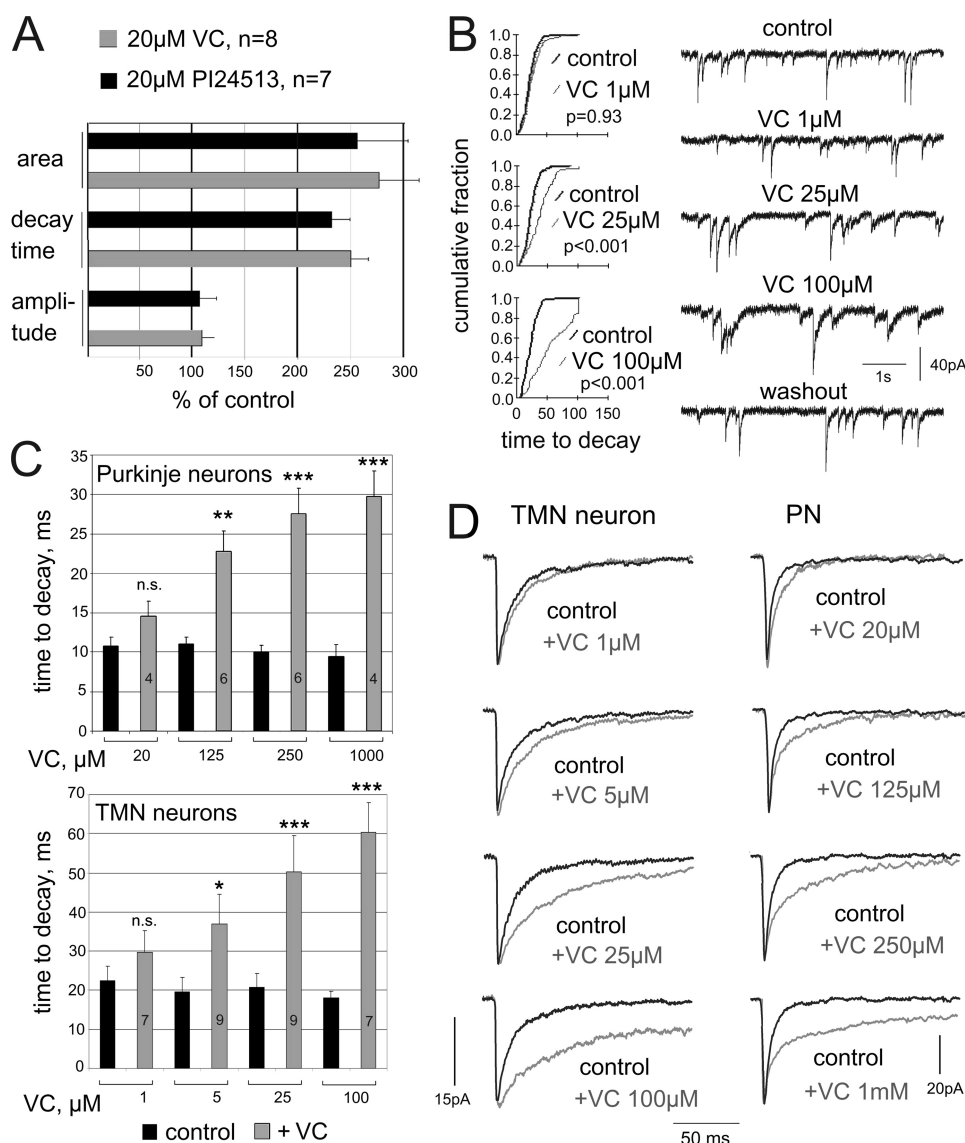 A
20µM VC, n=8
20µM PI24513, n=7
area
decay
time
ampli-
tude
50 100 150 200 250 300
% of control
B
cumulative fraction
1.0
0.8
0.6
0.4
0.2
0.0
control
VC 1µM
p=0.93
1.0
0.8
0.6
0.4
0.2
0.0
control
VC 25µM
p<0.001
1.0
0.8
0.6
0.4
0.2
0.0
control
VC 100µM
p<0.001
0 50 100 150
time to decay
control
VC 1µM
VC 25µM
VC 100µM
1s
40pA
washout
C
Purkinje neurons
time to decay, ms
35
30
25
20
15
10
5
0
n.s.
**
***
***
4 6 6 4
VC, µM 20 125 250 1000
TMN neurons
time to decay, ms
70
60
50
40
30
20
10
0
n.s.
*
***
***
7 9 9 7
VC, µM 1 5 25 100
control + VC
D
TMN neuron PN
control
+VC 1µM
control
+VC 20µM
control
+VC 5µM
control
+VC 125µM
control
+VC 25µM
control
+VC 250µM
control
+VC 100µM
control
+VC 1mM
15pA
20pA
50 ms